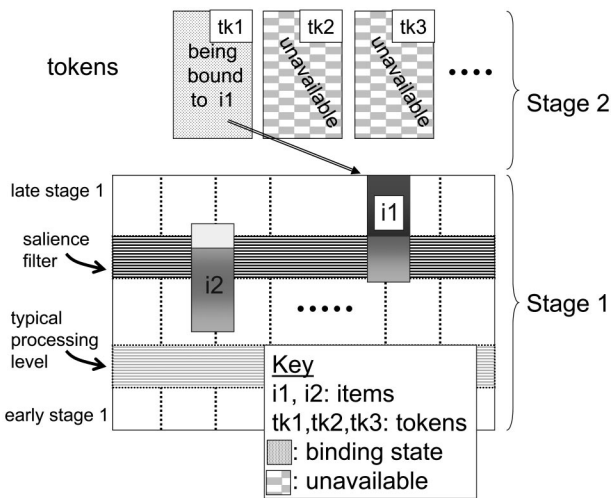 tk1
tk2
tk3
tokens
being
bound
to i1
unavailable
unavailable
Stage 2
late stage 1
i1
salience
filter
i2
Stage 1
typical
processing
level
early stage 1
Key
i1, i2: items
tk1,tk2,tk3: tokens
: binding state
: unavailable